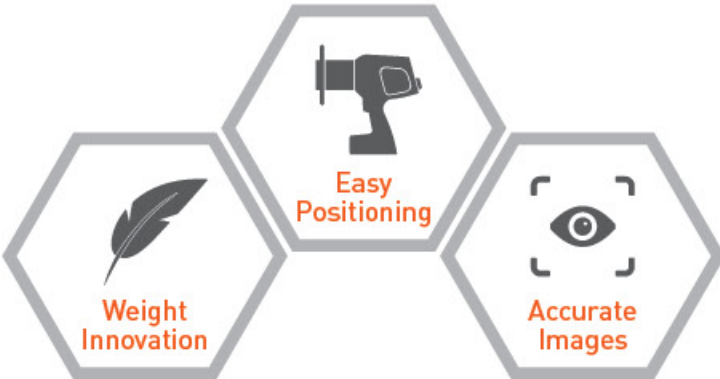 Easy
Positioning
Weight
Innovation
Accurate
Images